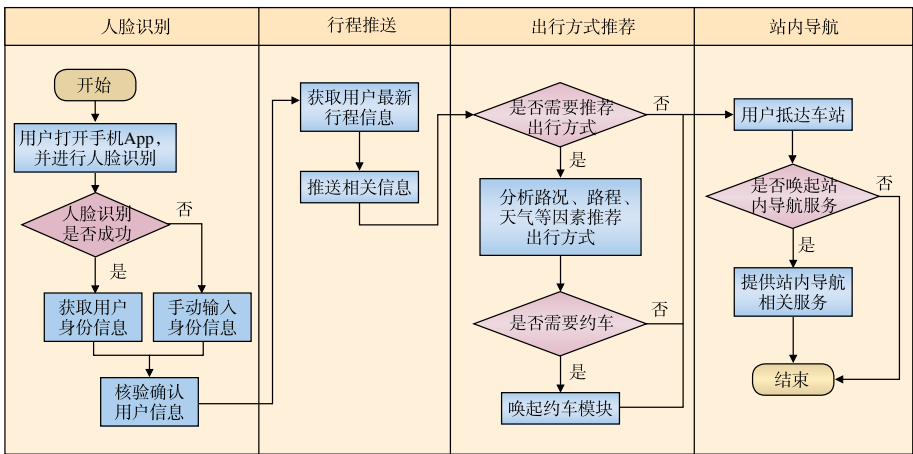 人脸识别
行程推送
出行方式推荐
站内导航
开始
用户打开手机App，
并进行人脸识别
人脸识别
是否成功
否
是
获取用户
身份信息
手动输入
身份信息
核验确认
用户信息
获取用户最新
行程信息
推送相关信息
是否需要推荐
出行方式
否
是
分析路况、路程、
天气等因素推荐
出行方式
是否需要约车
否
是
唤起约车模块
用户抵达车站
是否唤起站
内导航服务
否
是
提供站内导航
相关服务
结束